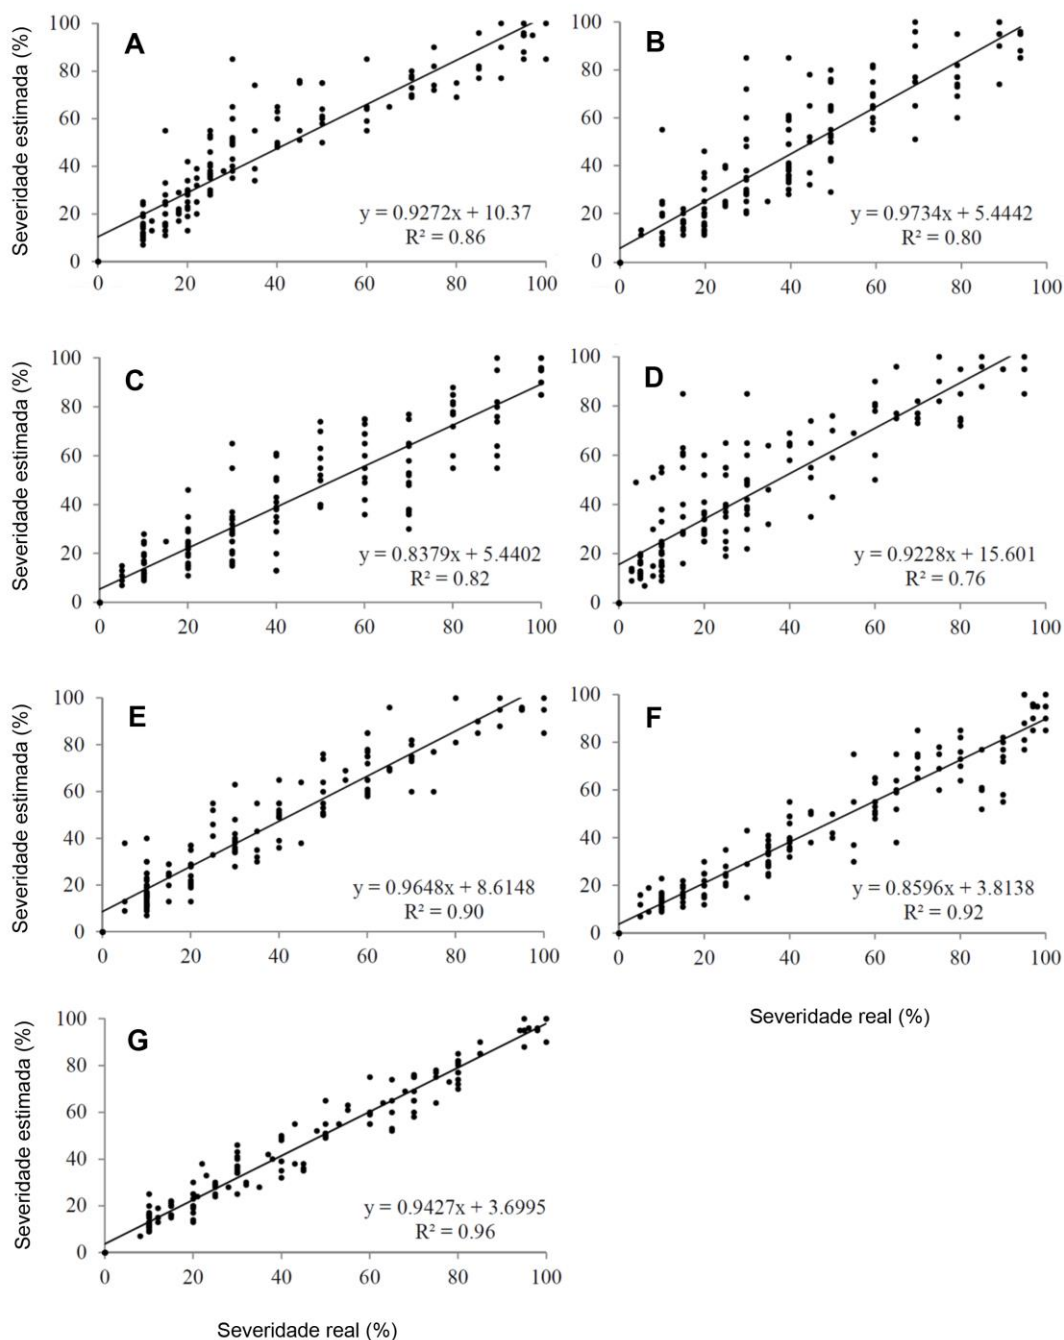 A
Severidade estimada (%)
100
80
60
40
20
0
y = 0.9272x + 10.37
R² = 0.86
0 20 40 60 80 100
B
100
80
60
40
20
0
y = 0.9734x + 5.4442
R² = 0.80
0 20 40 60 80 100
C
Severidade estimada (%)
100
80
60
40
20
0
y = 0.8379x + 5.4402
R² = 0.82
0 20 40 60 80 100
D
100
80
60
40
20
0
y = 0.9228x + 15.601
R² = 0.76
0 20 40 60 80 100
E
Severidade estimada (%)
100
80
60
40
20
0
y = 0.9648x + 8.6148
R² = 0.90
0 20 40 60 80 100
F
100
80
60
40
20
0
y = 0.8596x + 3.8138
R² = 0.92
0 20 40 60 80 100
Severidade real (%)
G
Severidade estimada (%)
100
80
60
40
20
0
y = 0.9427x + 3.6995
R² = 0.96
0 20 40 60 80 100
Severidade real (%)